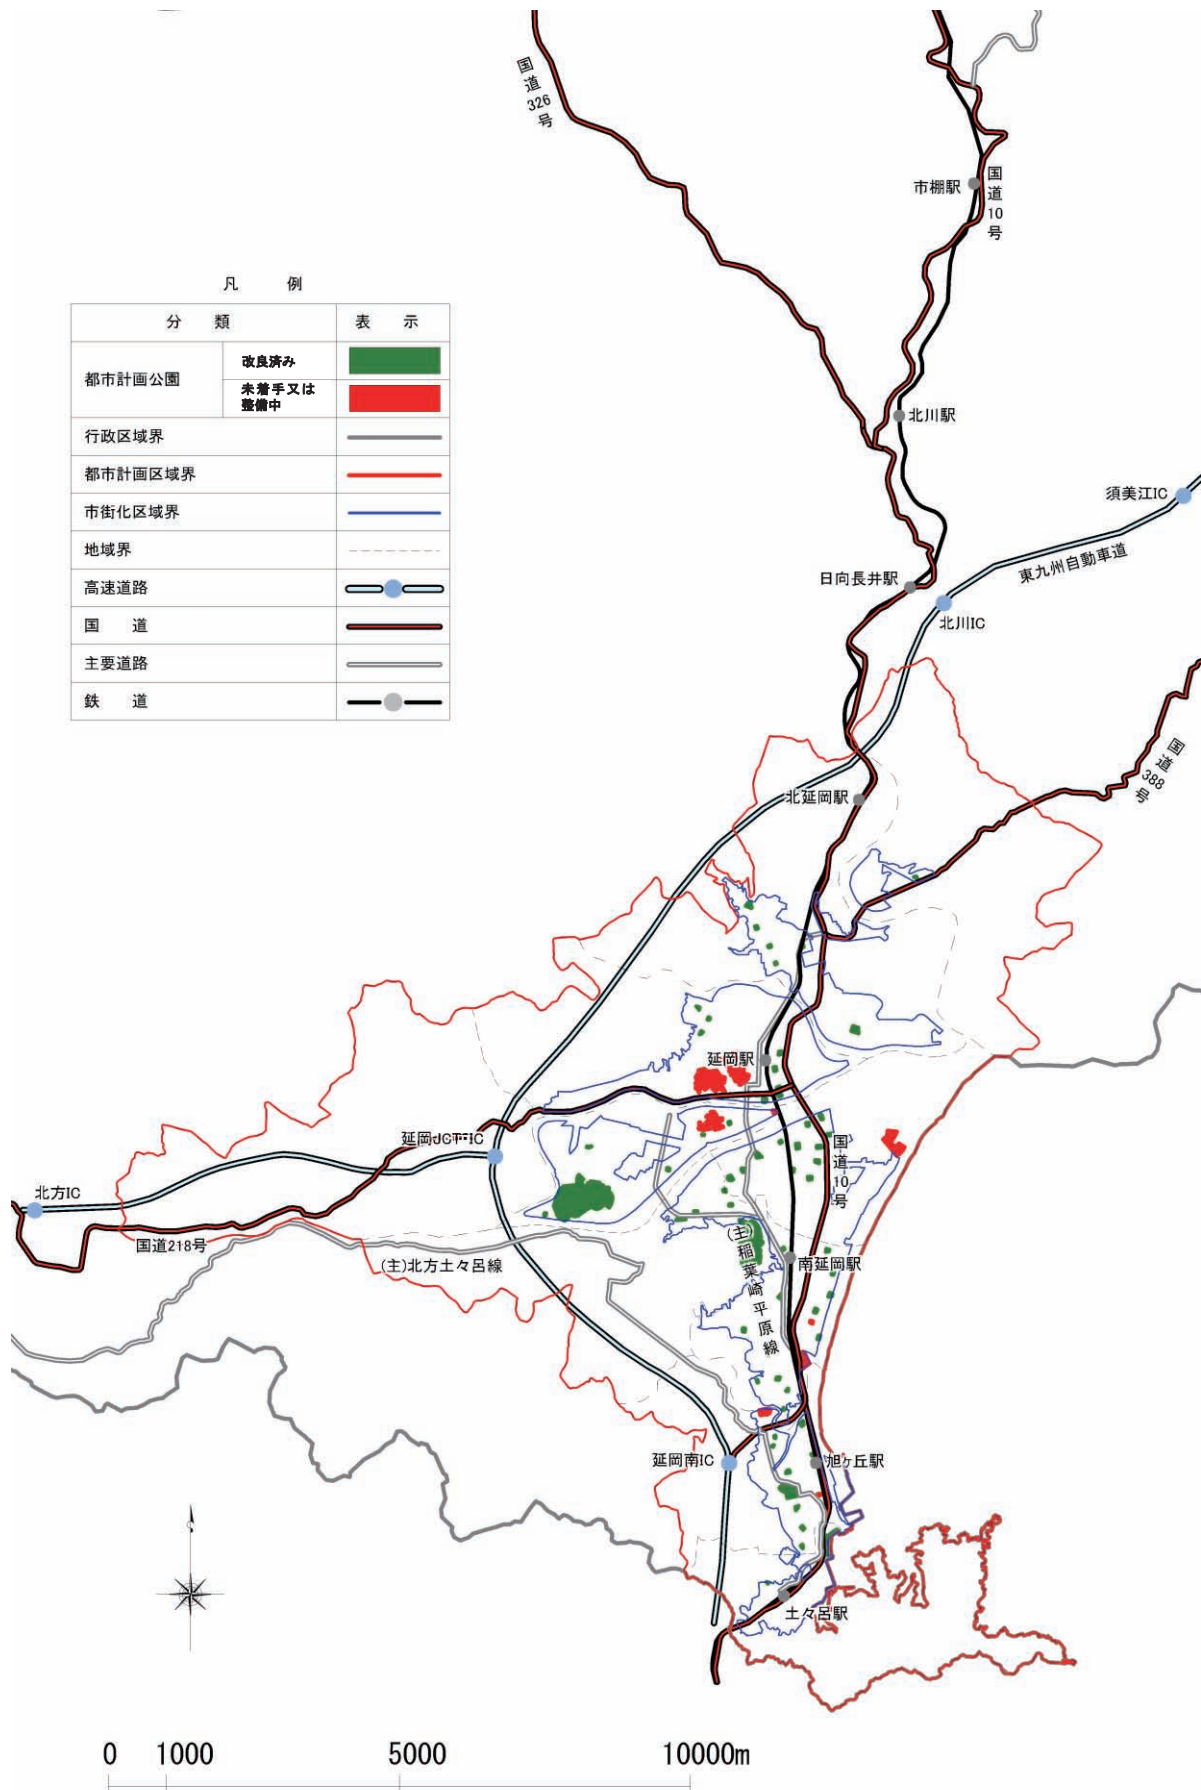 国道326号
市棚駅
国道10号
凡 例
分 類 表 示
都市計画公園
改良済み
未着手又は
整備中
行政区域界
都市計画区域界
市街化区域界
地域界
高速道路
国 道
主要道路
鉄 道
北川駅
須美江IC
東九州自動車道
日向長井駅
北川IC
国道388号
北延岡駅
延岡駅
延岡JCT・IC
国道10号
北方IC
国道218号
(主)北方土々呂線
(主)稲葉崎平原線
南延岡駅
延岡南IC
旭ヶ丘駅
土々呂駅
0 1000 5000 10000m